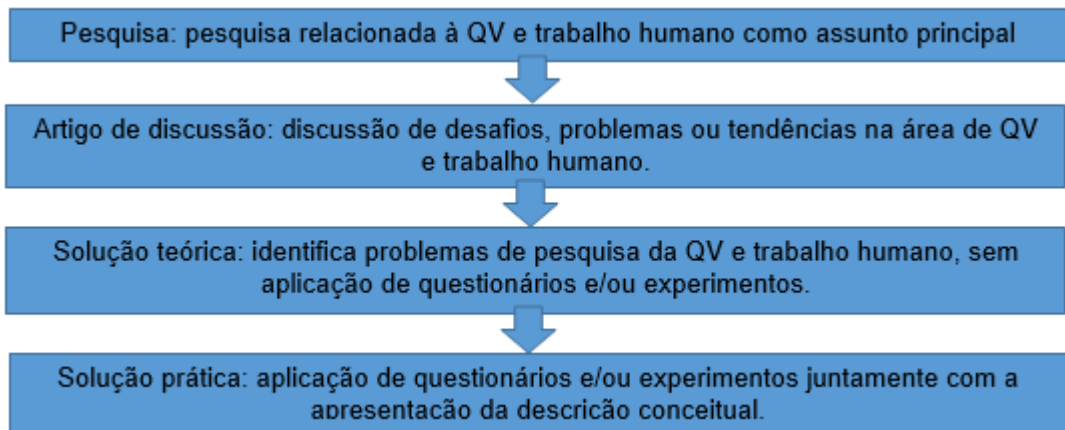 Pesquisa: pesquisa relacionada à QV e trabalho humano como assunto principal
Artigo de discussão: discussão de desafios, problemas ou tendências na área de QV
e trabalho humano.
Solução teórica: identifica problemas de pesquisa da QV e trabalho humano, sem
aplicação de questionários e/ou experimentos.
Solução prática: aplicação de questionários e/ou experimentos juntamente com a
apresentação da descrição conceitual.